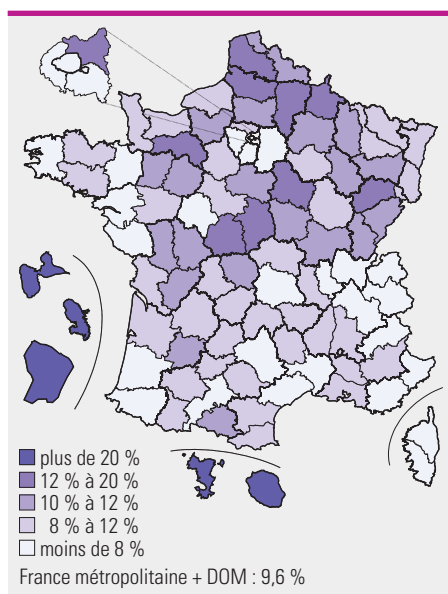 plus de 20 %
12 % à 20 %
10 % à 12 %
8 % à 12 %
moins de 8 %
France métropolitaine + DOM : 9,6 %